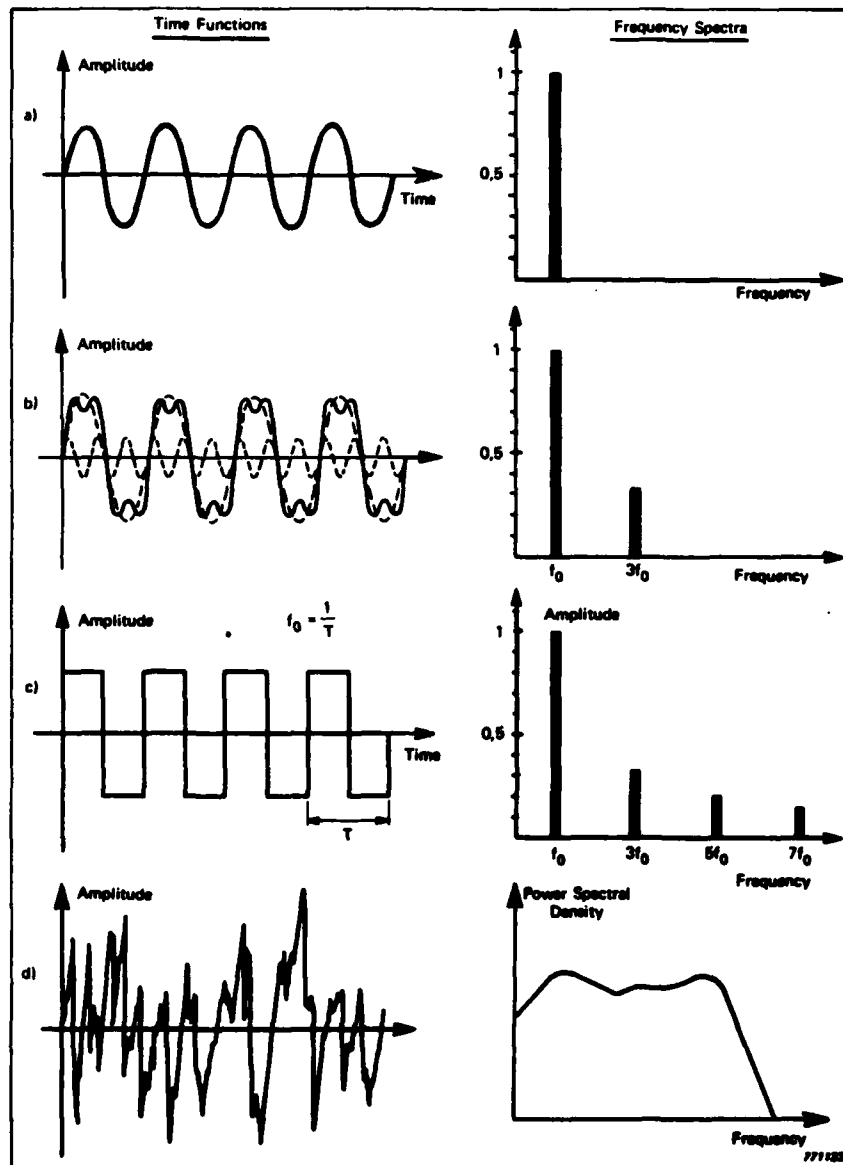 Time Functions
Frequency Spectra
a)
Amplitude
Time
1
0,5
Frequency
b)
Amplitude
1
0,5
f0
3f0
Frequency
c)
Amplitude
f0 = 1/T
Time
T
Amplitude
1
0,5
f0
3f0
5f0
7f0
Frequency
d)
Amplitude
Power Spectral
Density
Frequency